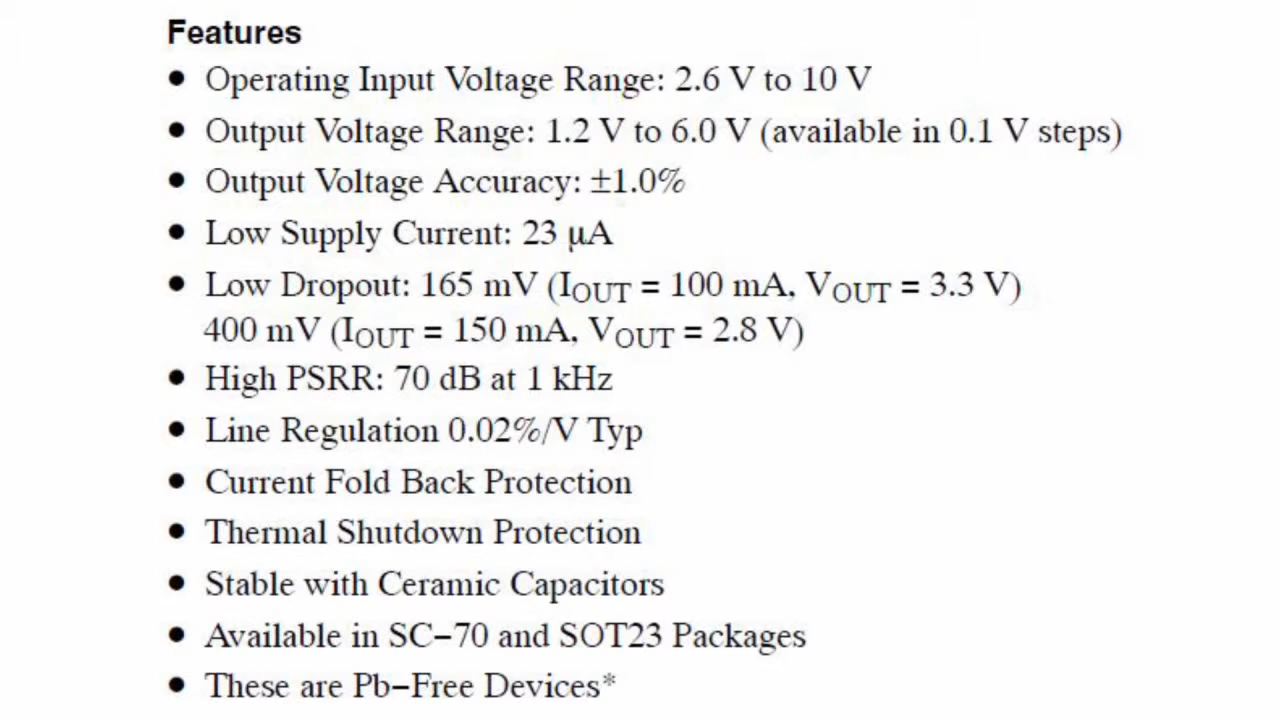 Features
● Operating Input Voltage Range: 2.6 V to 10 V
● Output Voltage Range: 1.2 V to 6.0 V (available in 0.1 V steps)
● Output Voltage Accuracy: ±1.0%
● Low Supply Current: 23 μA
● Low Dropout: 165 mV (IOUT = 100 mA, VOUT = 3.3 V)
400 mV (IOUT = 150 mA, VOUT = 2.8 V)
● High PSRR: 70 dB at 1 kHz
● Line Regulation 0.02%/V Typ
● Current Fold Back Protection
● Thermal Shutdown Protection
● Stable with Ceramic Capacitors
● Available in SC−70 and SOT23 Packages
● These are Pb−Free Devices*